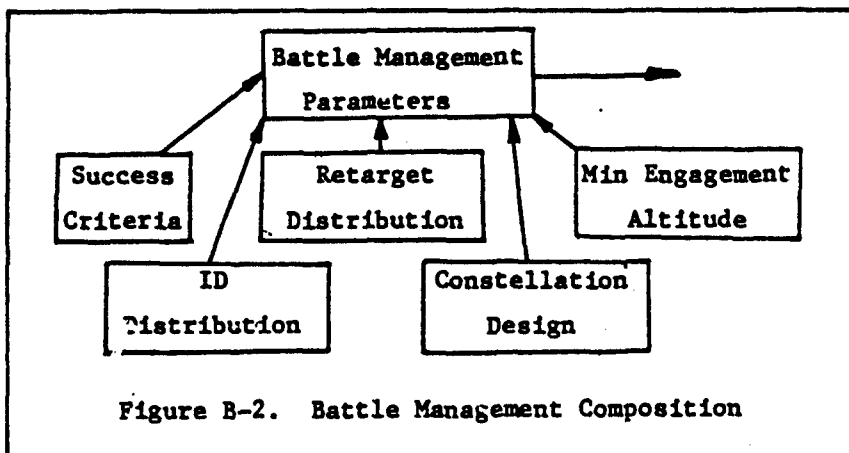 Battle Management
Parameters
Success
Criteria
Retarget
Distribution
Min Engagement
Altitude
ID
Distribution
Constellation
Design
Figure B-2. Battle Management Composition